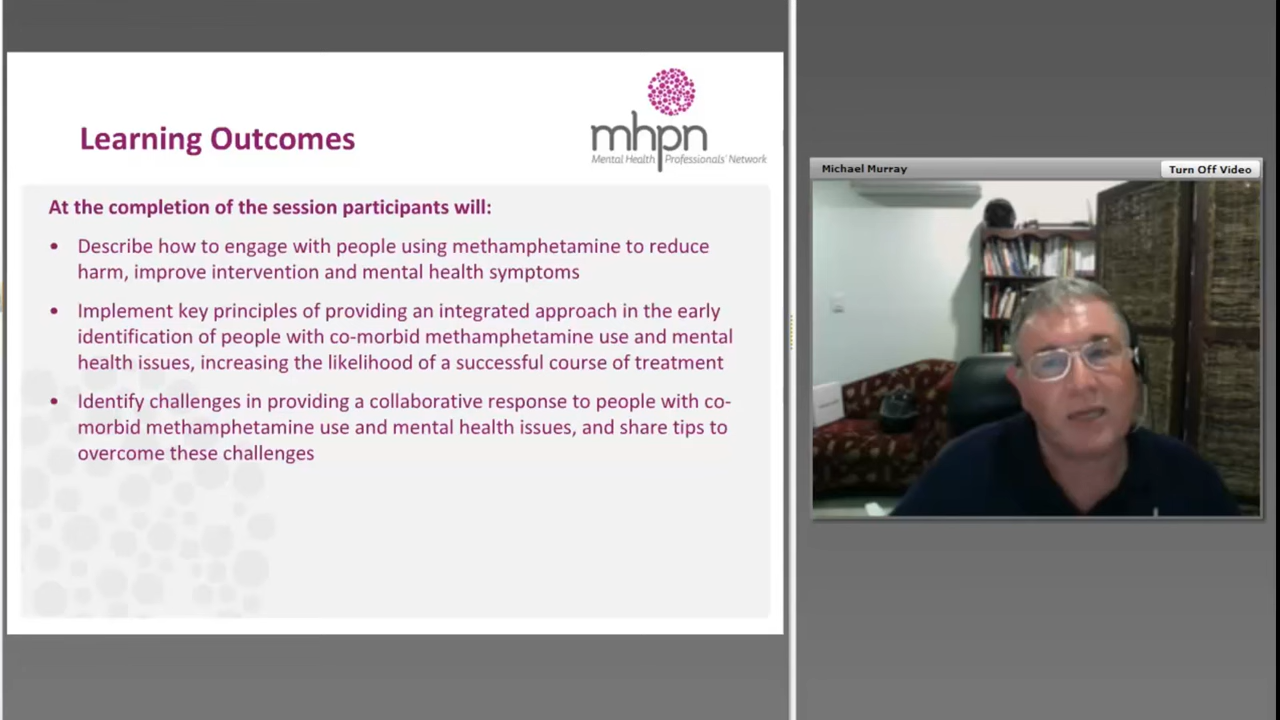 Learning Outcomes
mhpn
Mental Health Professionals' Network
At the completion of the session participants will:
• Describe how to engage with people using methamphetamine to reduce
harm, improve intervention and mental health symptoms
• Implement key principles of providing an integrated approach in the early
identification of people with co-morbid methamphetamine use and mental
health issues, increasing the likelihood of a successful course of treatment
• Identify challenges in providing a collaborative response to people with co-
morbid methamphetamine use and mental health issues, and share tips to
overcome these challenges
Michael Murray
Turn Off Video